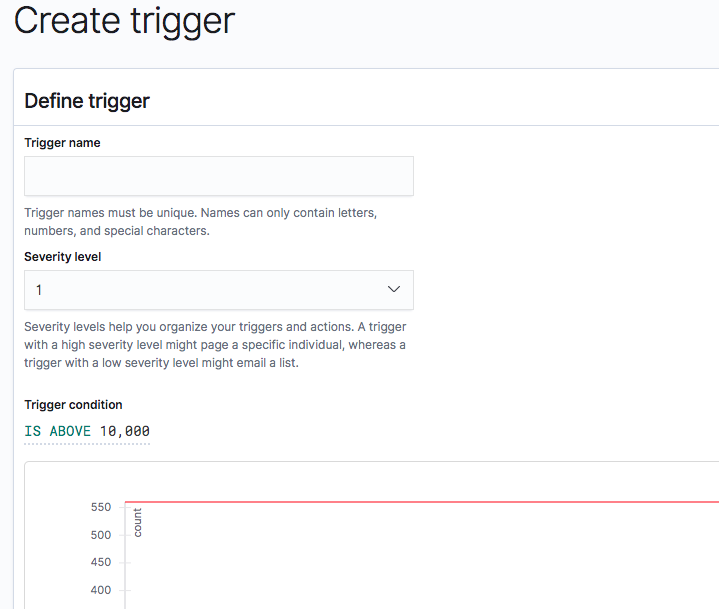 Create trigger
Define trigger
Trigger name
Trigger names must be unique. Names can only contain letters,
numbers, and special characters.
Severity level
1
Severity levels help you organize your triggers and actions. A trigger
with a high severity level might page a specific individual, whereas a
trigger with a low severity level might email a list.
Trigger condition
IS ABOVE 10,000
550
count
500
450
400